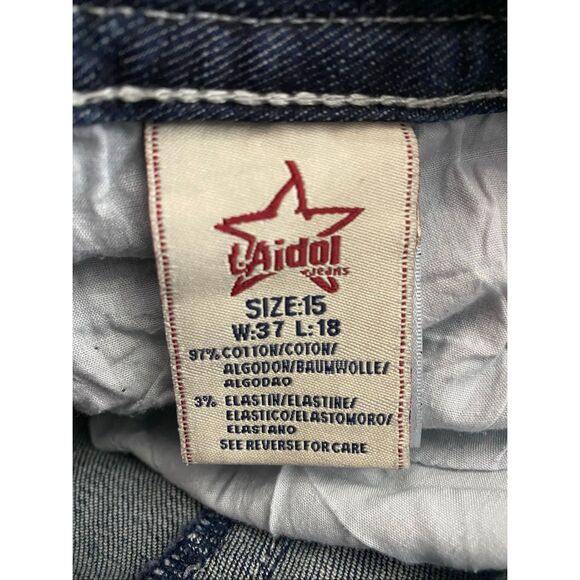 L'Aidol
Jeans
SIZE:15
W:37 L:18
97% COTTON/COTON/
ALGODON/BAUMWOLLE/
ALGODAO
3% ELASTIN/ELASTINE/
ELASTICO/ELASTOMORO/
ELASTANO
SEE REVERSE FOR CARE